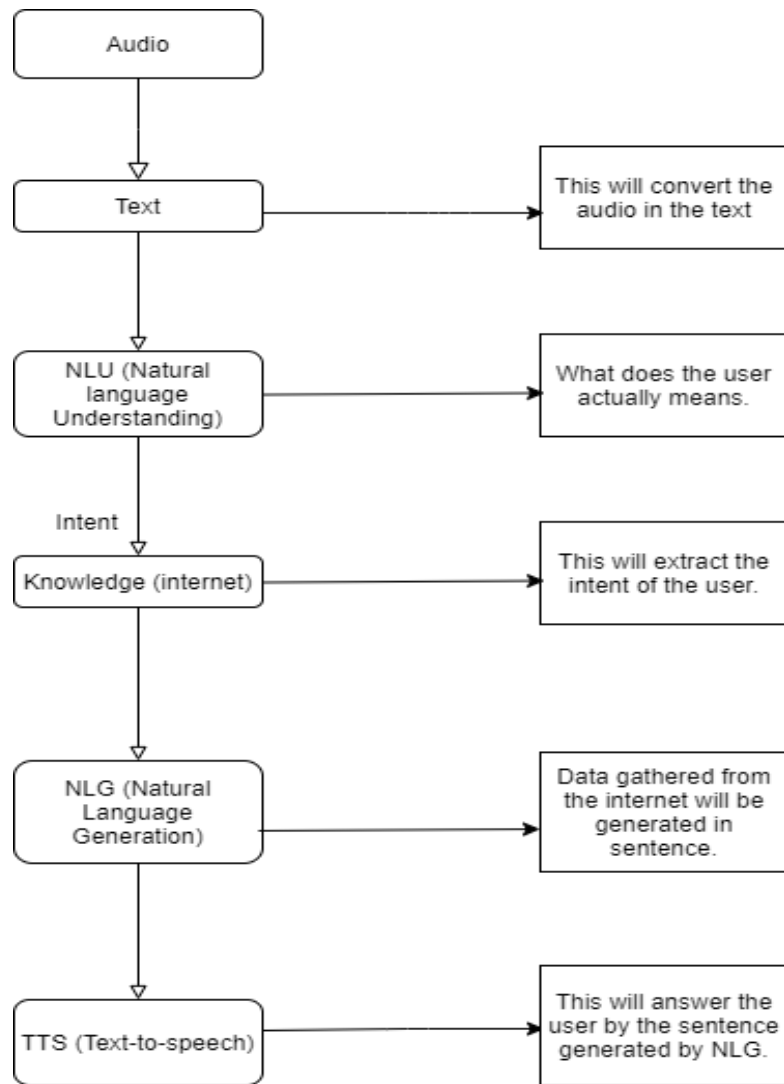 Audio
Text
This will convert the
audio in the text
NLU (Natural
language
Understanding)
What does the user
actually means.
Intent
Knowledge (internet)
This will extract the
intent of the user.
NLG (Natural
Language
Generation)
Data gathered from
the internet will be
generated in
sentence.
TTS (Text-to-speech)
This will answer the
user by the sentence
generated by NLG.